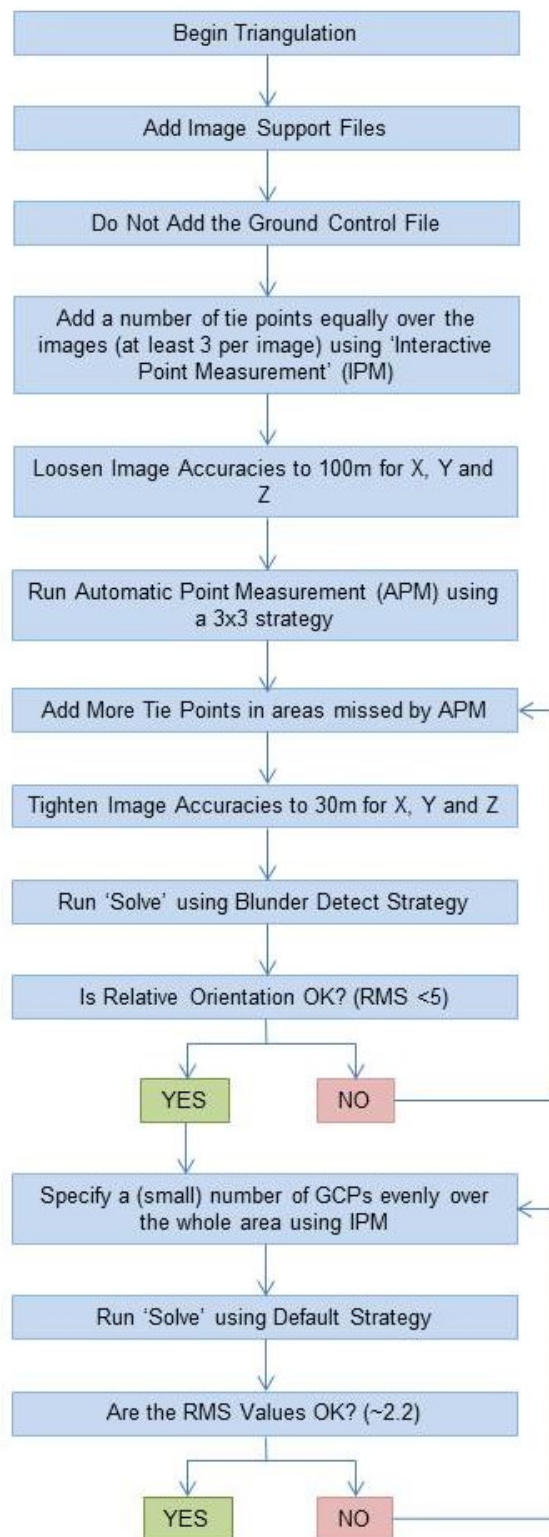 Begin Triangulation
Add Image Support Files
Do Not Add the Ground Control File
Add a number of tie points equally over the
images (at least 3 per image) using ‘Interactive
Point Measurement’ (IPM)
Loosen Image Accuracies to 100m for X, Y and
Z
Run Automatic Point Measurement (APM) using
a 3x3 strategy
Add More Tie Points in areas missed by APM
Tighten Image Accuracies to 30m for X, Y and Z
Run ‘Solve’ using Blunder Detect Strategy
Is Relative Orientation OK? (RMS <5)
YES
NO
Specify a (small) number of GCPs evenly over
the whole area using IPM
Run ‘Solve’ using Default Strategy
Are the RMS Values OK? (~2.2)
YES
NO